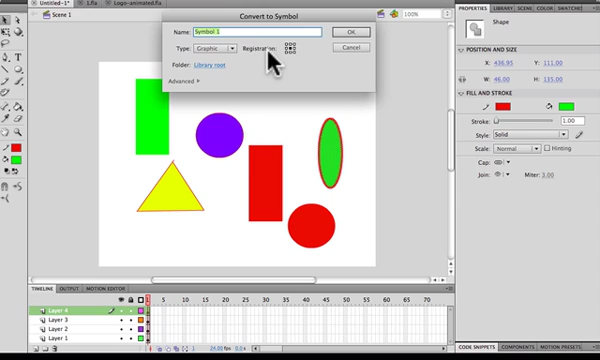 Untitled-1*
1.fla
Logo-animated.fla
Scene 1
100%
Convert to Symbol
Name: Symbol 1
OK
Type: Graphic
Registration:
Cancel
Folder: Library root
Advanced
PROPERTIES
LIBRARY
SCENE
COLOR
SWATCHES
Shape
POSITION AND SIZE
X: 436.95
Y: 111.00
W: 46.00
H: 135.00
FILL AND STROKE
Stroke: 1.00
Style: Solid
Scale: Normal
Hinting
Cap:
Join:
Miter: 3.00
TIMELINE
OUTPUT
MOTION EDITOR
1 5 10 15 20 25 30 35 40 45 50 55 60 65 70
Layer 4
Layer 3
Layer 2
Layer 1
1
24.00 fps
0.0 s
CODE SNIPPETS
COMPONENTS
MOTION PRESETS